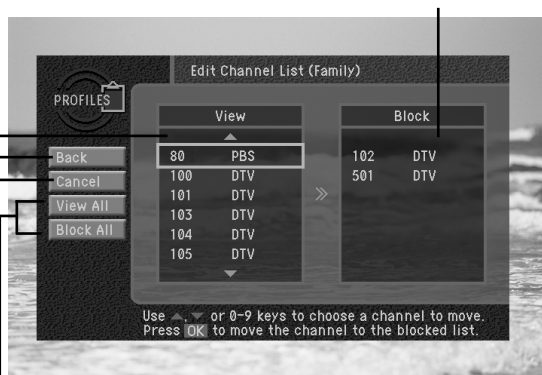 Edit Channel List (Family)
PROFILES
View
Block
80 PBS
100 DTV
101 DTV
103 DTV
104 DTV
105 DTV
102 DTV
501 DTV
Back
Cancel
View All
Block All
Use ▲, ▼ or 0-9 keys to choose a channel to move.
Press OK to move the channel to the blocked list.